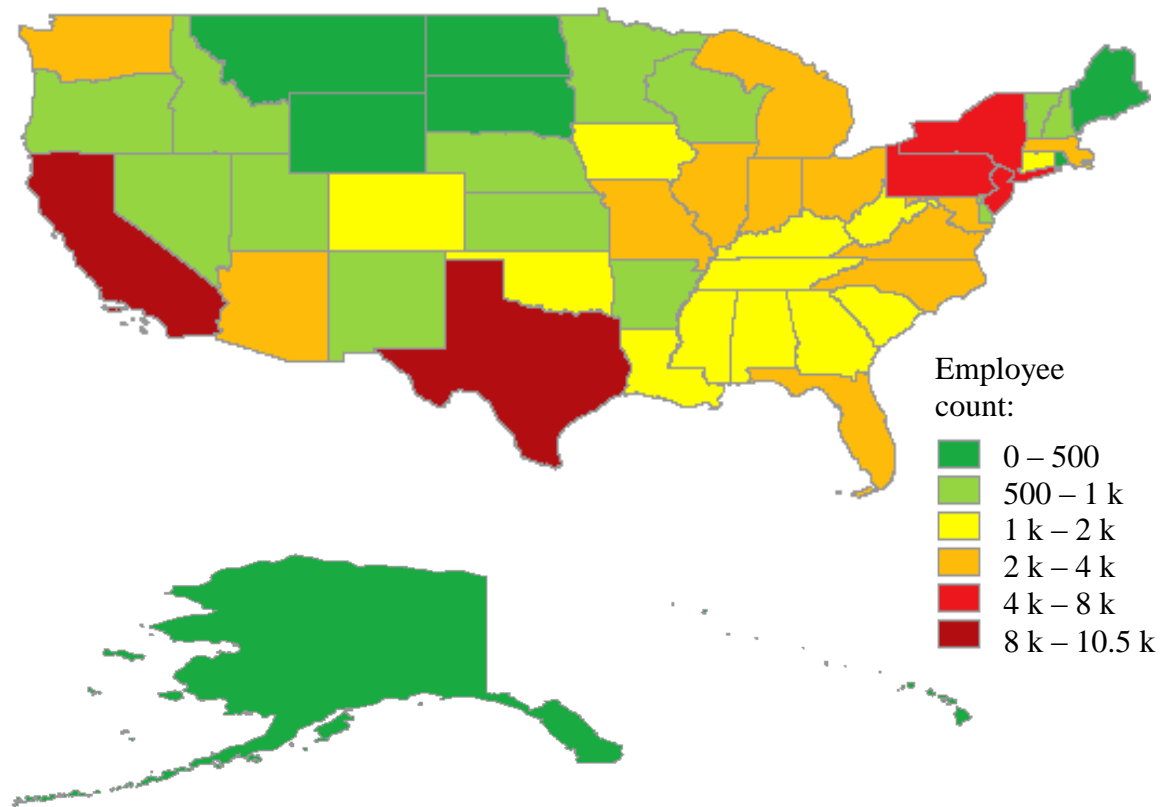 Employee
count:
0 – 500
500 – 1 k
1 k – 2 k
2 k – 4 k
4 k – 8 k
8 k – 10.5 k